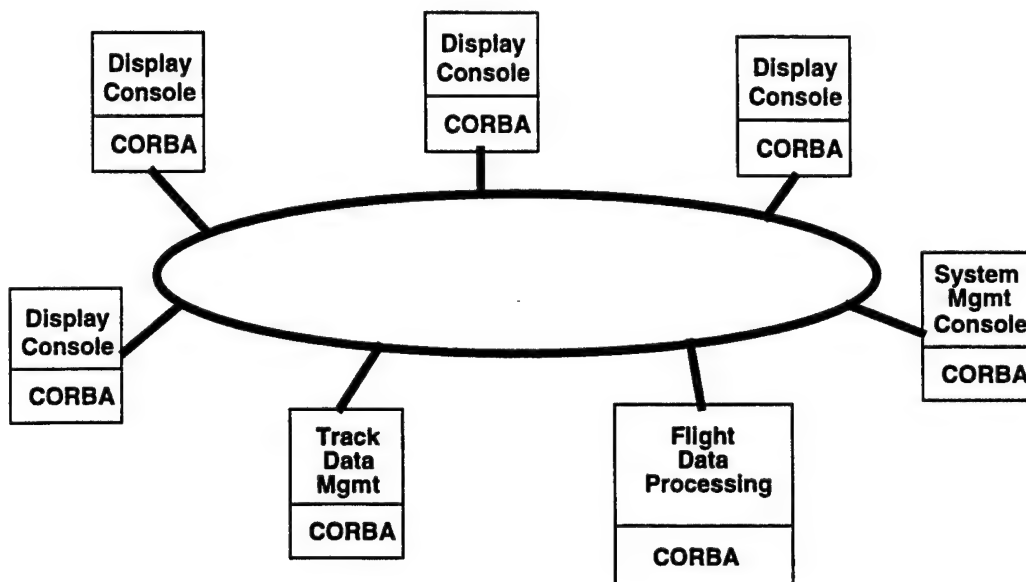 Display
Console
CORBA
Display
Console
CORBA
Display
Console
CORBA
Display
Console
CORBA
System
Mgmt
Console
CORBA
Track
Data
Mgmt
CORBA
Flight
Data
Processing
CORBA